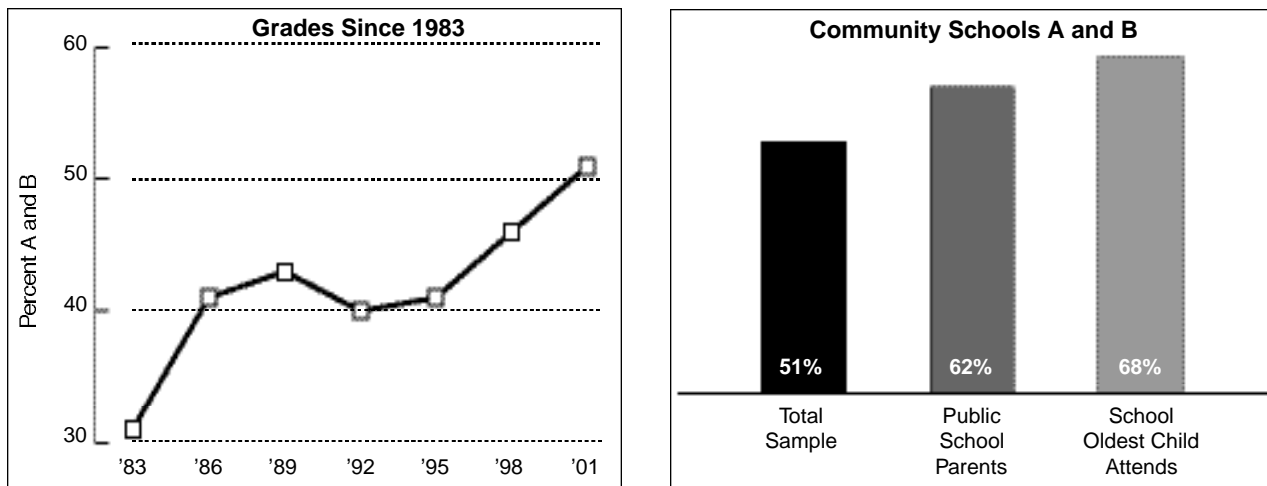 Grades Since 1983
Percent A and B
60
50
40
30
’83 ’86 ’89 ’92 ’95 ’98 ’01
Community Schools A and B
51% 62% 68%
Total
Sample
Public
School
Parents
School
Oldest Child
Attends